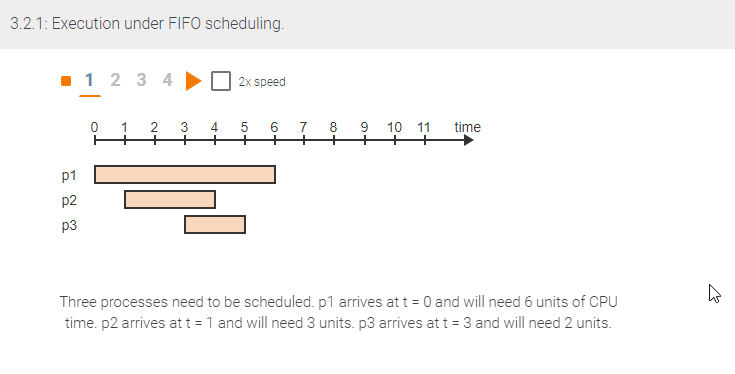 3.2.1: Execution under FIFO scheduling.
1 2 3 4 2x speed
0 1 2 3 4 5 6 7 8 9 10 11 time
p1
p2
p3
Three processes need to be scheduled. p1 arrives at t = 0 and will need 6 units of CPU
time. p2 arrives at t = 1 and will need 3 units. p3 arrives at t = 3 and will need 2 units.